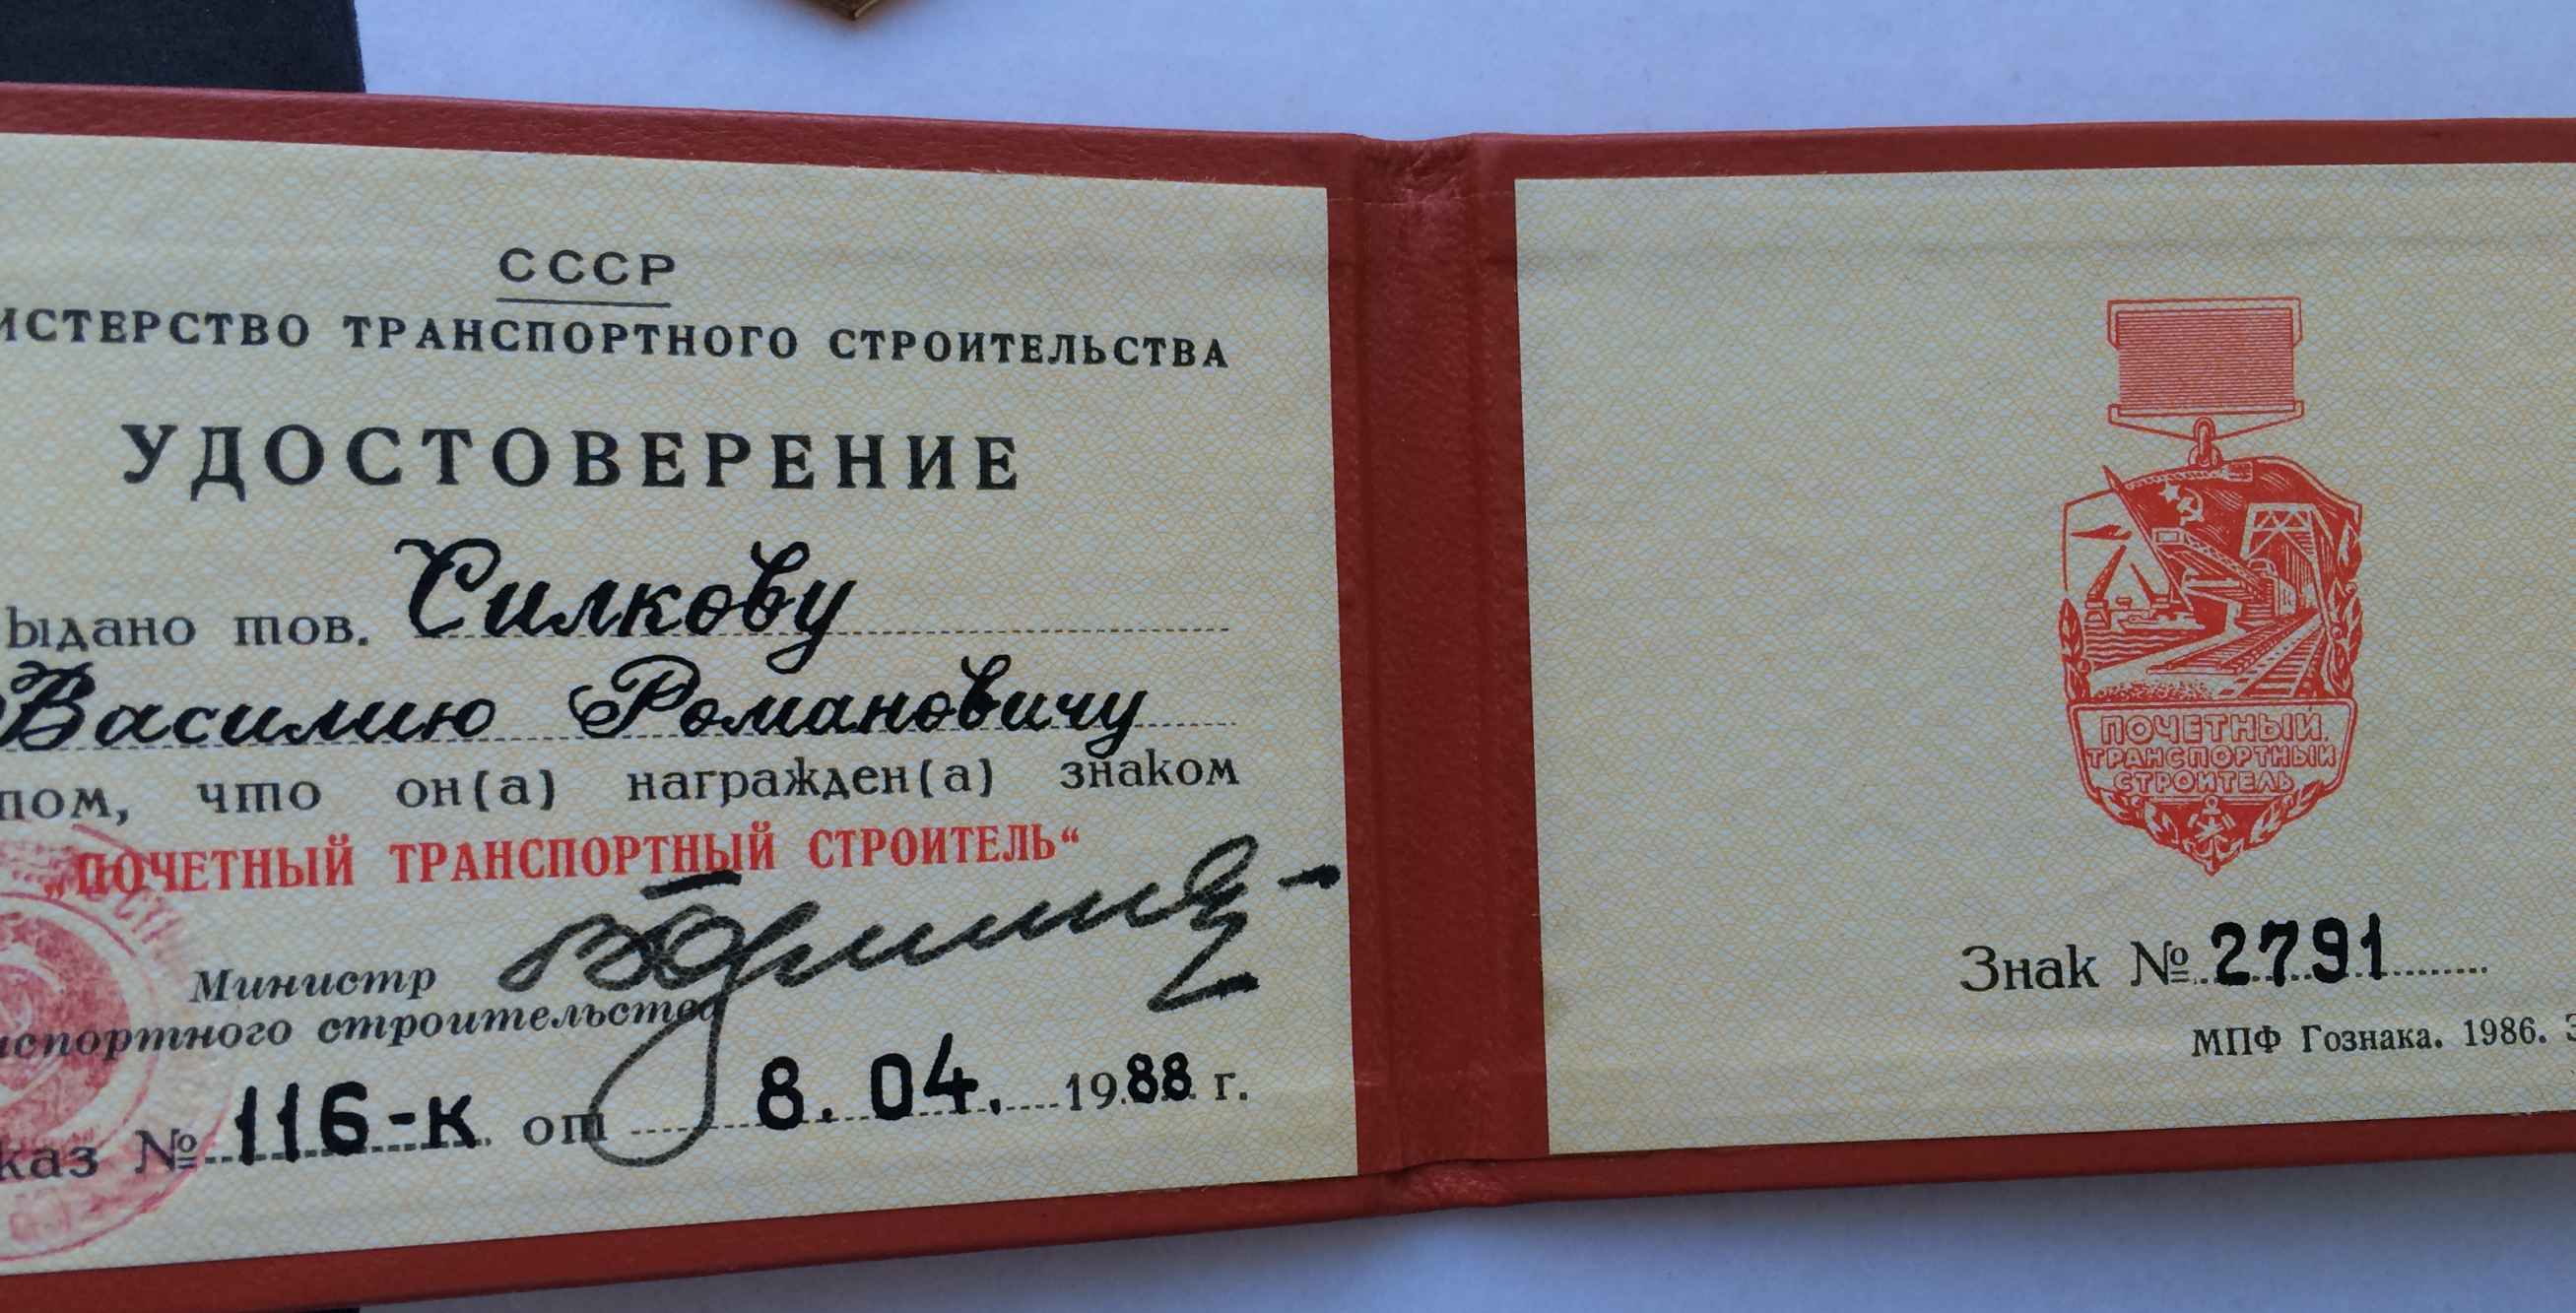 СССР
ИСТЕРСТВО ТРАНСПОРТНОГО СТРОИТЕЛЬСТВА
УДОСТОВЕРЕНИЕ
ыдано тов. Силкову
Василию Романовичу
том, что он(а) награжден(а) знаком
„ПОЧЕТНЫЙ ТРАНСПОРТНЫЙ СТРОИТЕЛЬ“
Министр
нспортного строительства
каз № 116-к от 8. 04. 1988 г.
ПОЧЕТНЫЙ
ТРАНСПОРТНЫЙ
СТРОИТЕЛЬ
Знак № 2791
МПФ Гознака. 1986. З